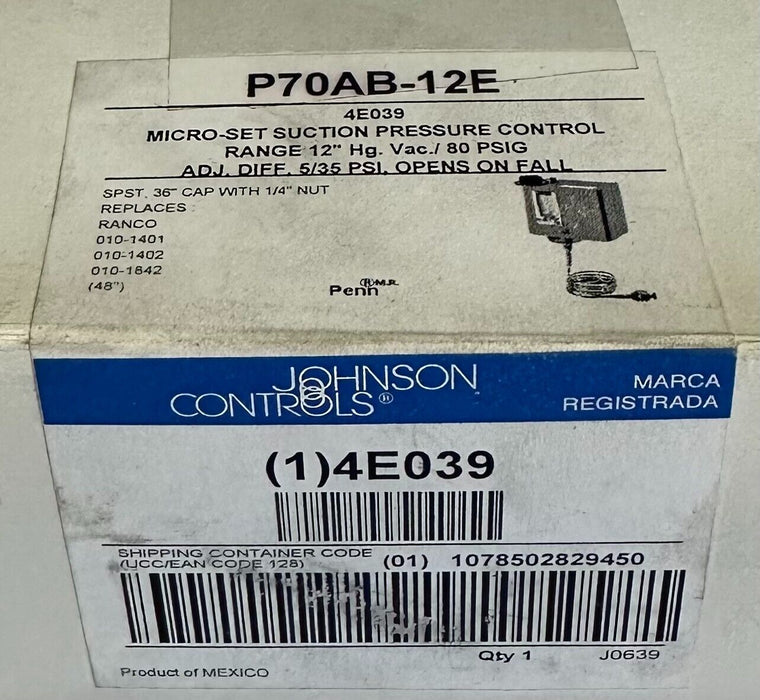 P70AB-12E
4E039
MICRO-SET SUCTION PRESSURE CONTROL
RANGE 12" Hg. Vac./ 80 PSIG
ADJ. DIFF. 5/35 PSI, OPENS ON FALL
SPST, 36" CAP WITH 1/4" NUT
REPLACES :
RANCO
010-1401
010-1402
010-1842
(48")
Penn ® M.R.
JOHNSON
CONTROLS ®
MARCA
REGISTRADA
(1)4E039
SHIPPING CONTAINER CODE
(UCC/EAN CODE 128)
(01) 1078502829450
Qty 1 J0639
Product of MEXICO